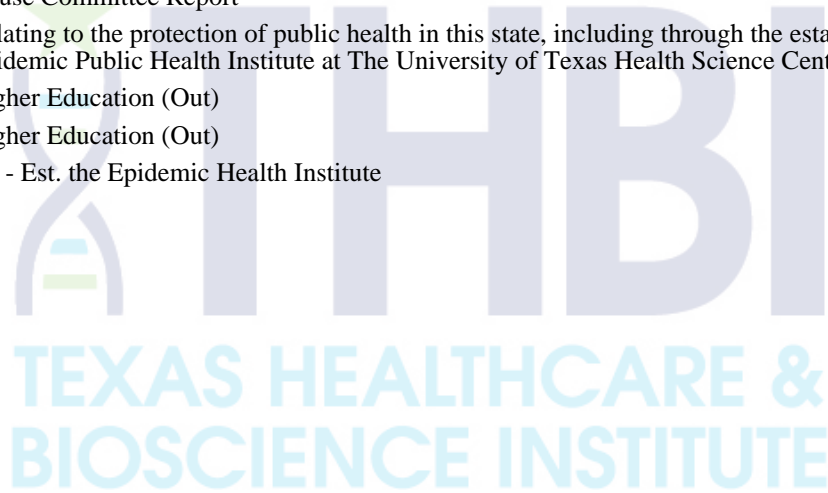 use Committee Report
lating to the protection of public health in this state, including through the esta
idemic Public Health Institute at The University of Texas Health Science Cent
gher Education (Out)
gher Education (Out)
- Est. the Epidemic Health Institute
THBI
TEXAS HEALTHCARE &
BIOSCIENCE INSTITUTE